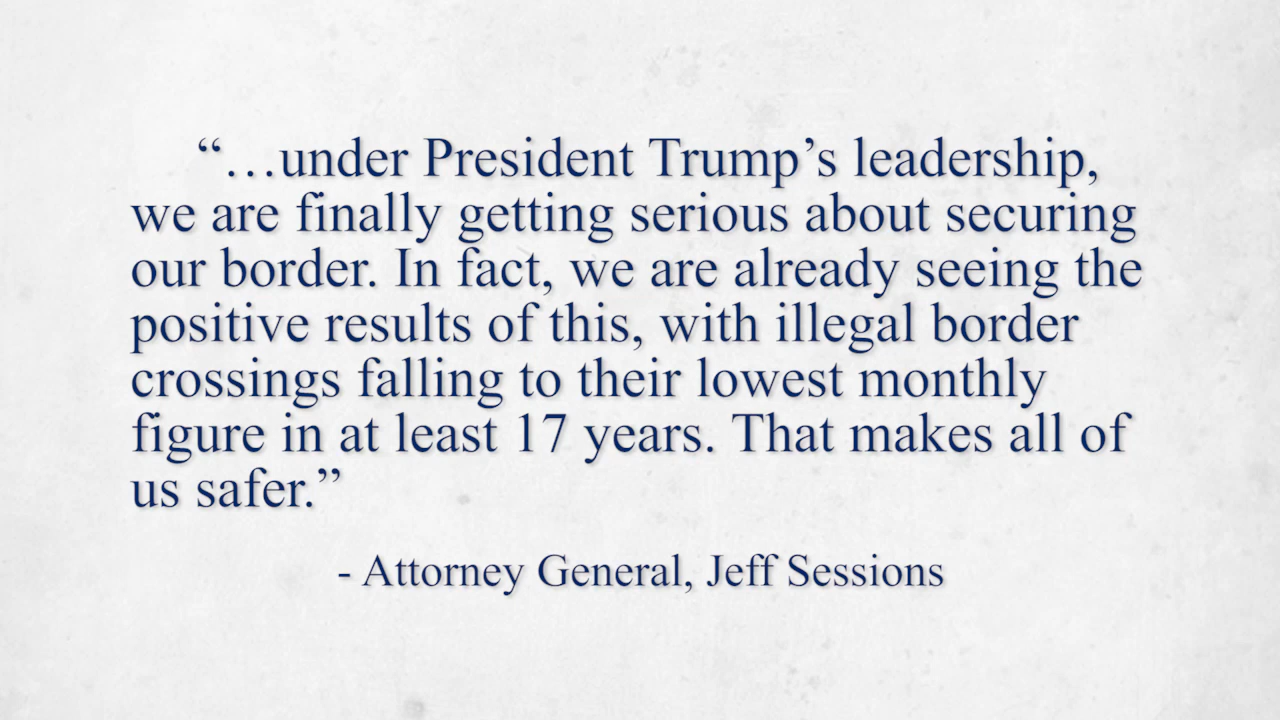 “…under President Trump’s leadership,
we are finally getting serious about securing
our border. In fact, we are already seeing the
positive results of this, with illegal border
crossings falling to their lowest monthly
figure in at least 17 years. That makes all of
us safer.”
- Attorney General, Jeff Sessions